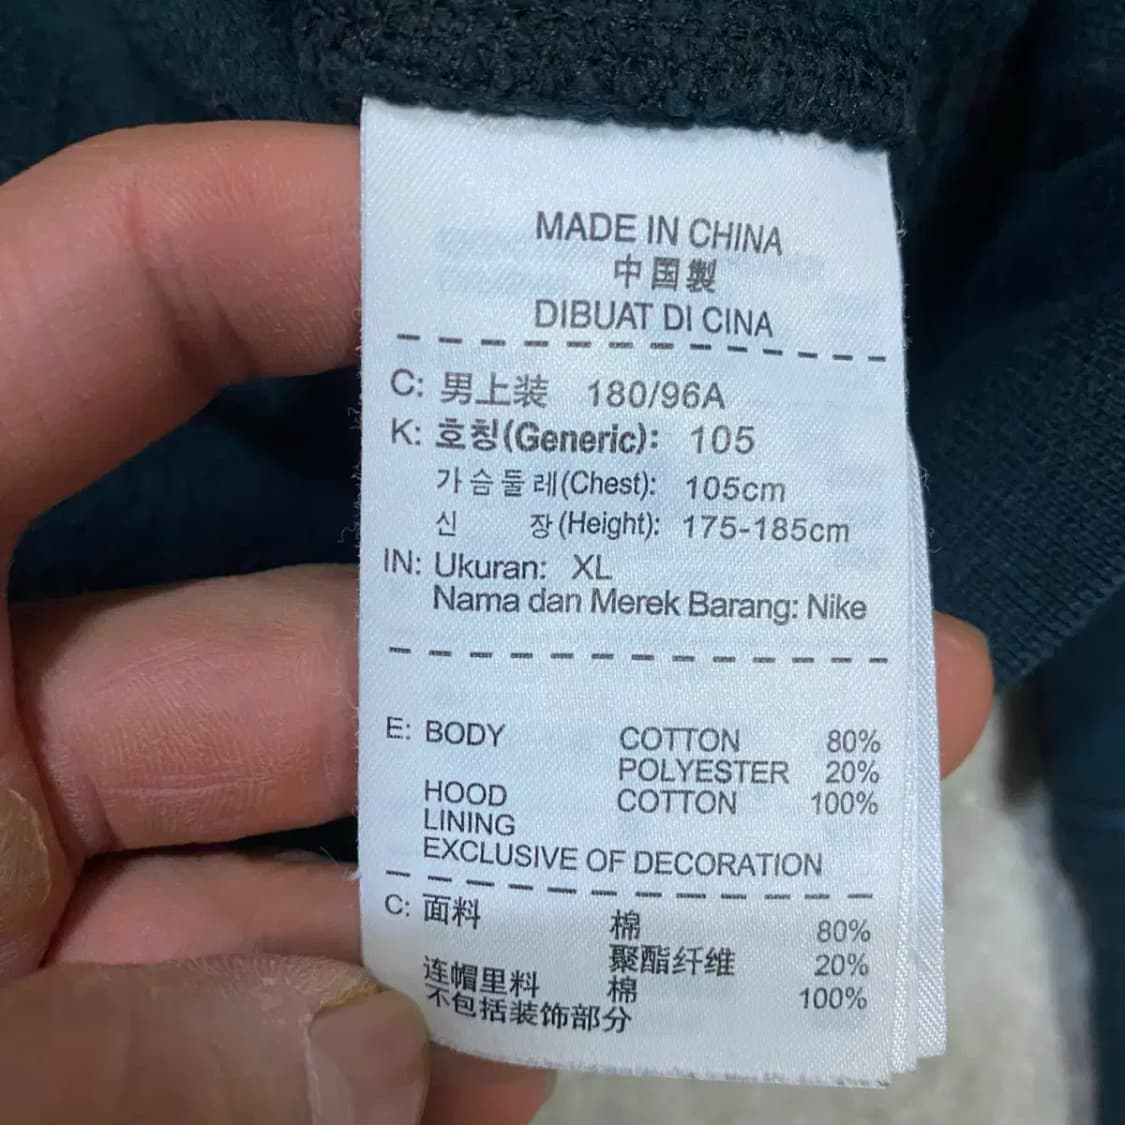 MADE IN CHINA
中国製
DIBUAT DI CINA
C: 男上装 180/96A
K: 호칭(Generic): 105
가슴둘레(Chest): 105cm
신 장(Height): 175-185cm
IN: Ukuran: XL
Nama dan Merek Barang: Nike
E: BODY COTTON 80%
POLYESTER 20%
HOOD COTTON 100%
LINING
EXCLUSIVE OF DECORATION
C: 面料 棉 80%
聚酯纤维 20%
连帽里料 棉 100%
不包括装饰部分